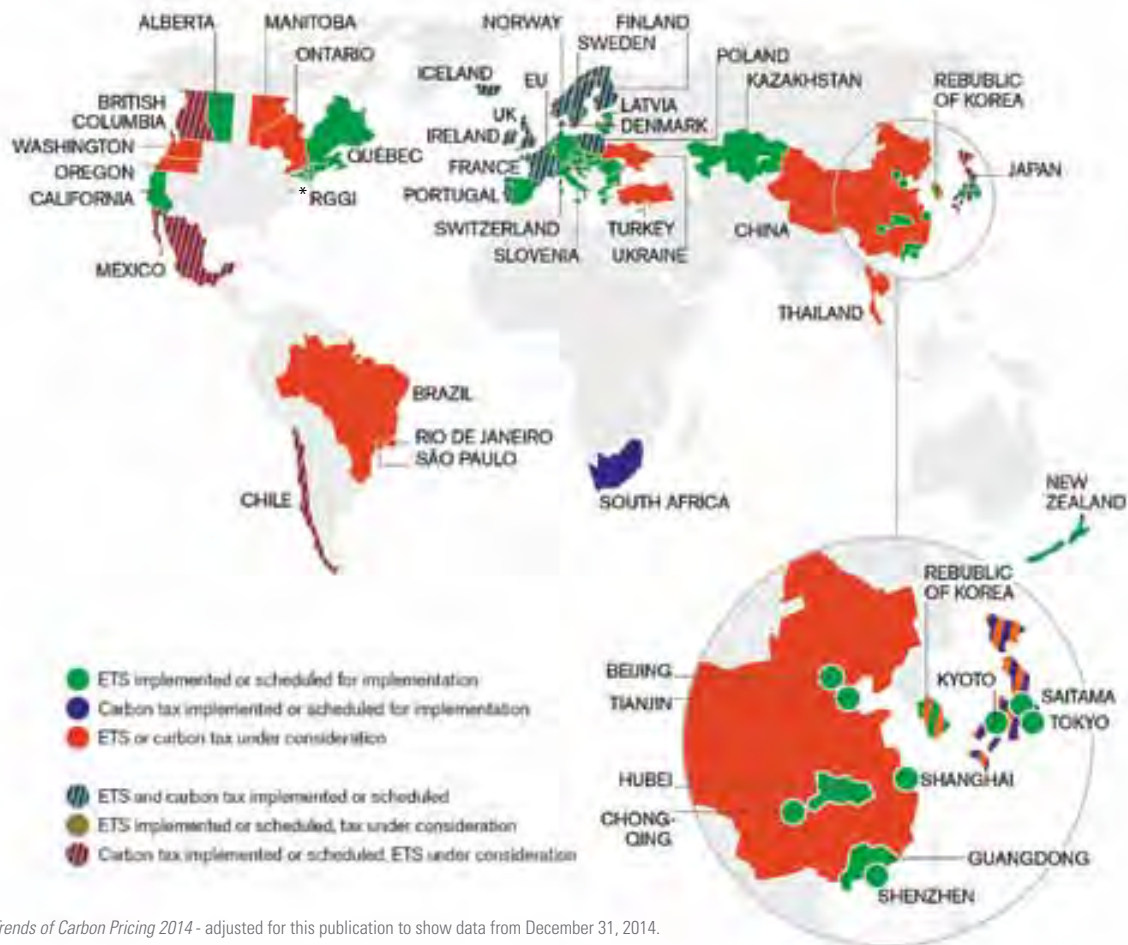 ALBERTA
MANITOBA
ONTARIO
NORWAY
FINLAND
SWEDEN
POLAND
KAZAKHSTAN
ICELAND
EU
BRITISH
COLUMBIA
UK
LATVIA
DENMARK
REBUBLIC
OF KOREA
WASHINGTON
IRELAND
JAPAN
OREGON
QUÉBEC
FRANCE
CALIFORNIA
*RGGI
PORTUGAL
SWITZERLAND
TURKEY
CHINA
SLOVENIA
UKRAINE
MEXICO
THAILAND
BRAZIL
RIO DE JANEIRO
SÃO PAULO
CHILE
SOUTH AFRICA
NEW
ZEALAND
REBUBLIC
OF KOREA
BEIJING
KYOTO
TIANJIN
SAITAMA
TOKYO
HUBEI
SHANGHAI
CHONG-
QING
GUANGDONG
SHENZHEN
ETS implemented or scheduled for implementation
Carbon tax implemented or scheduled for implementation
ETS or carbon tax under consideration
ETS and carbon tax implemented or scheduled
ETS implemented or scheduled, tax under consideration
Carbon tax implemented or scheduled, ETS under consideration
Trends of Carbon Pricing 2014 - adjusted for this publication to show data from December 31, 2014.